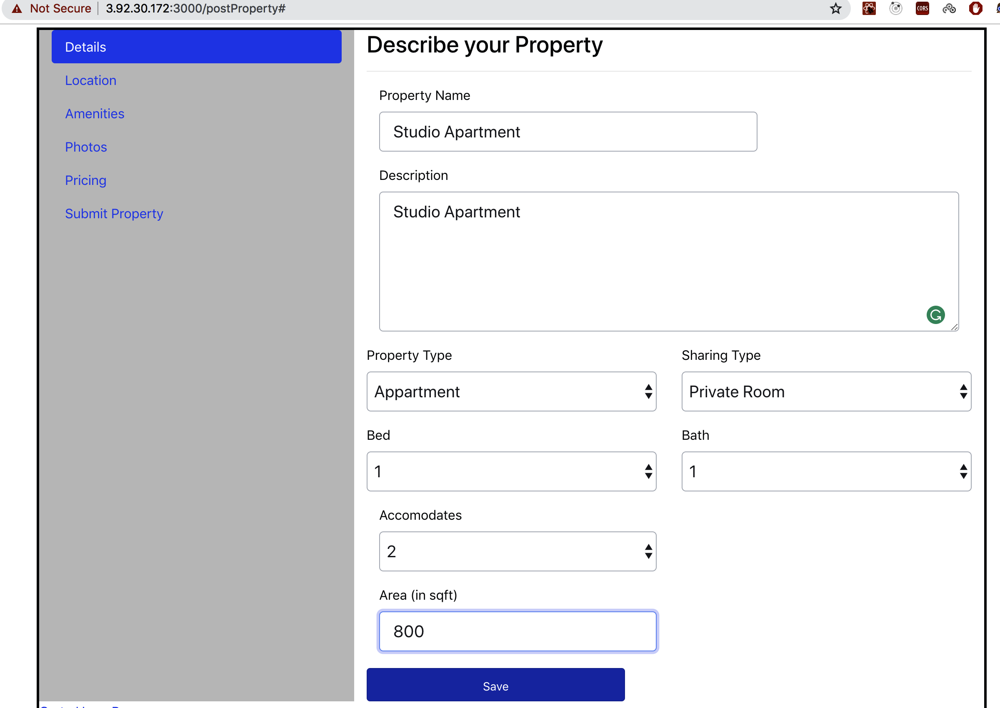 Not Secure 3.92.30.172:3000/postProperty#
CORS
Details
Location
Amenities
Photos
Pricing
Submit Property
Describe your Property
Property Name
Studio Apartment
Description
Studio Apartment
Property Type
Sharing Type
Appartment
Private Room
Bed
Bath
1
1
Accomodates
2
Area (in sqft)
800
Save